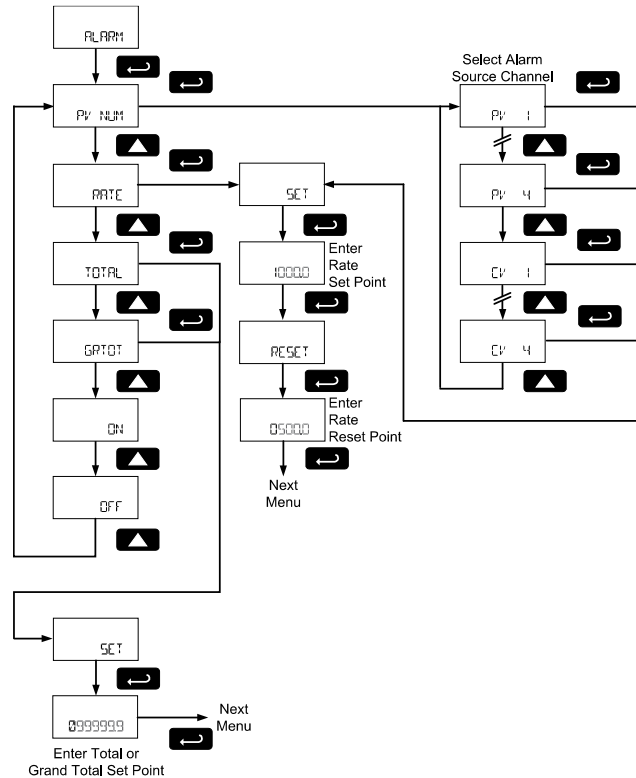 ALARM
PV NUM
RATE
TOTAL
GRTOT
ON
OFF
SET
099999.9
Enter Total or
Grand Total Set Point
Next
Menu
SET
1000.0
Enter
Rate
Set Point
RESET
0500.0
Enter
Rate
Reset Point
Next
Menu
Select Alarm
Source Channel
PV 1
PV 4
CV 1
CV 4